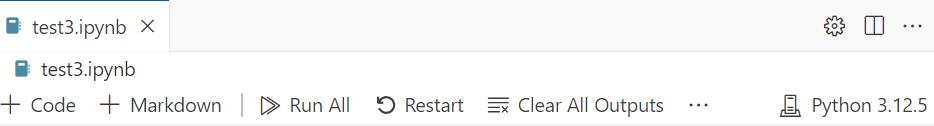 test3.ipynb
test3.ipynb
Code Markdown Run All Restart Clear All Outputs Python 3.12.5